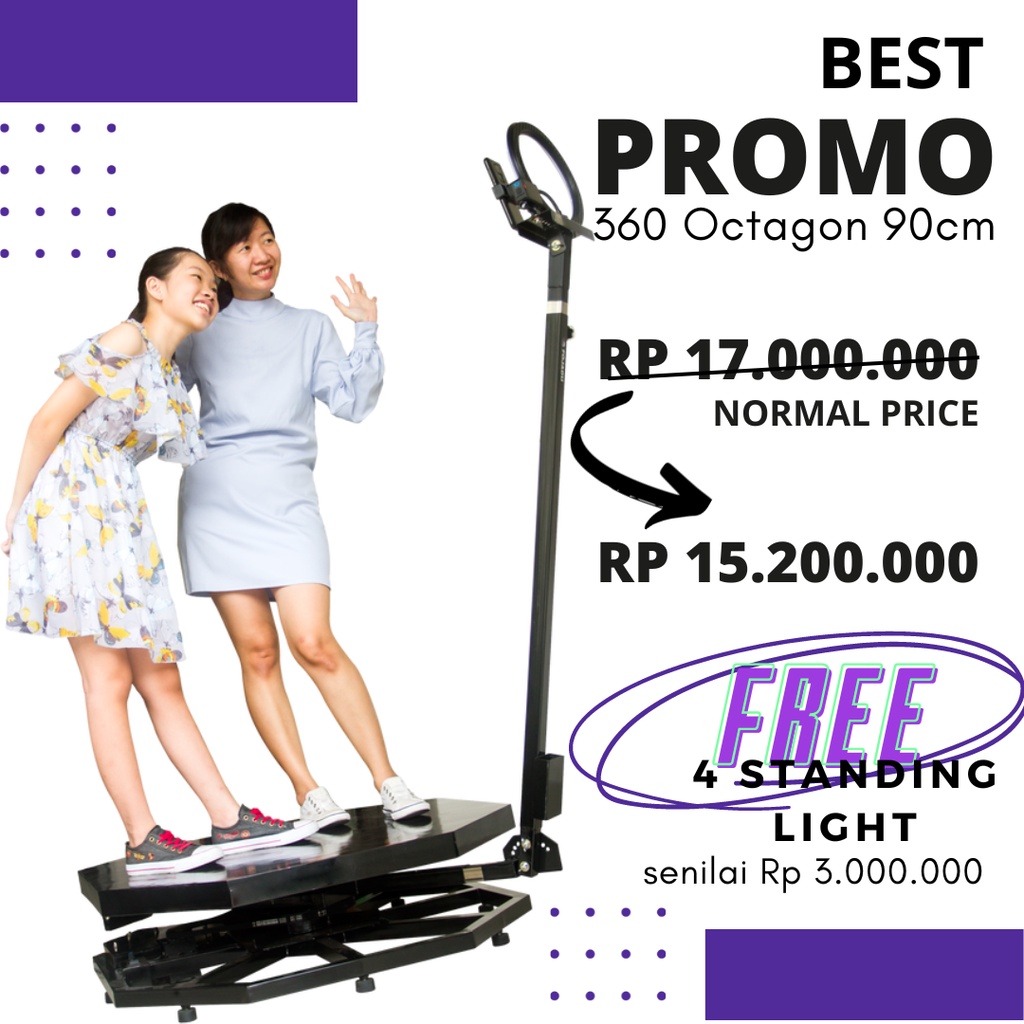 BEST
PROMO
360 Octagon 90cm
RP 17.000.000
NORMAL PRICE
RP 15.200.000
FREE
4 STANDING
LIGHT
senilai Rp 3.000.000